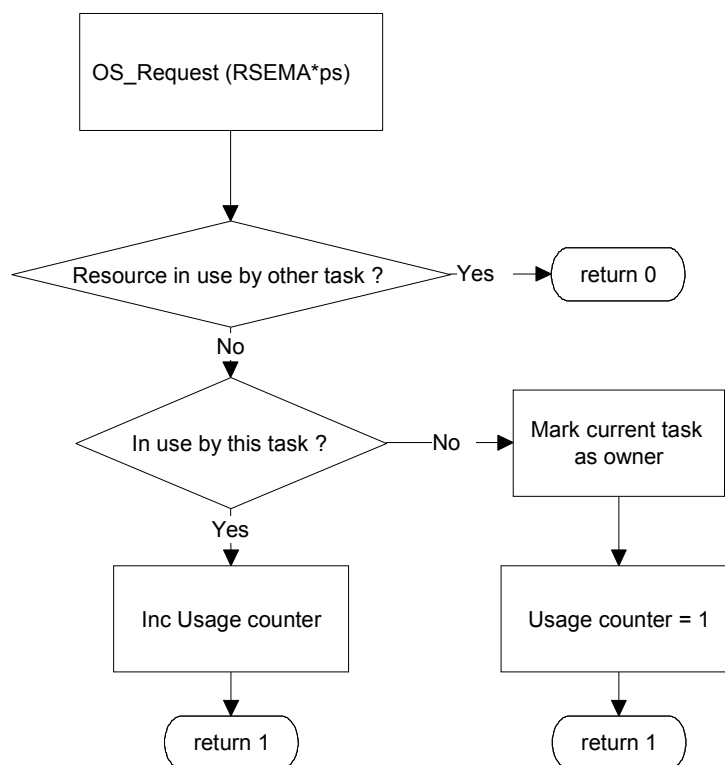 OS_Request (RSEMA*ps)
Resource in use by other task ?
Yes
return 0
No
In use by this task ?
No
Mark current task
as owner
Yes
Inc Usage counter
Usage counter = 1
return 1
return 1